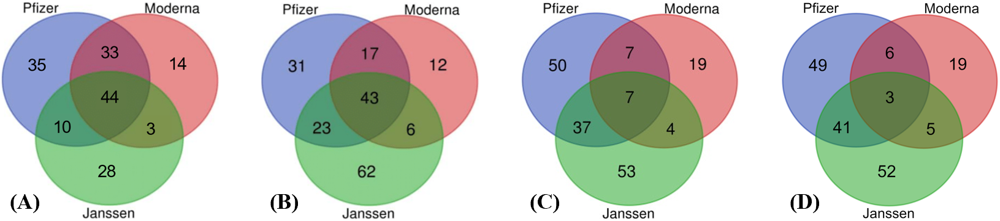 Pfizer Moderna
35 33 14
44
10 3
28
(A)
Janssen
Pfizer Moderna
31 17 12
43
23 6
62
(B)
Janssen
Pfizer Moderna
50 7 19
7
37 4
53
(C)
Janssen
Pfizer Moderna
49 6 19
3
41 5
52
(D)
Janssen